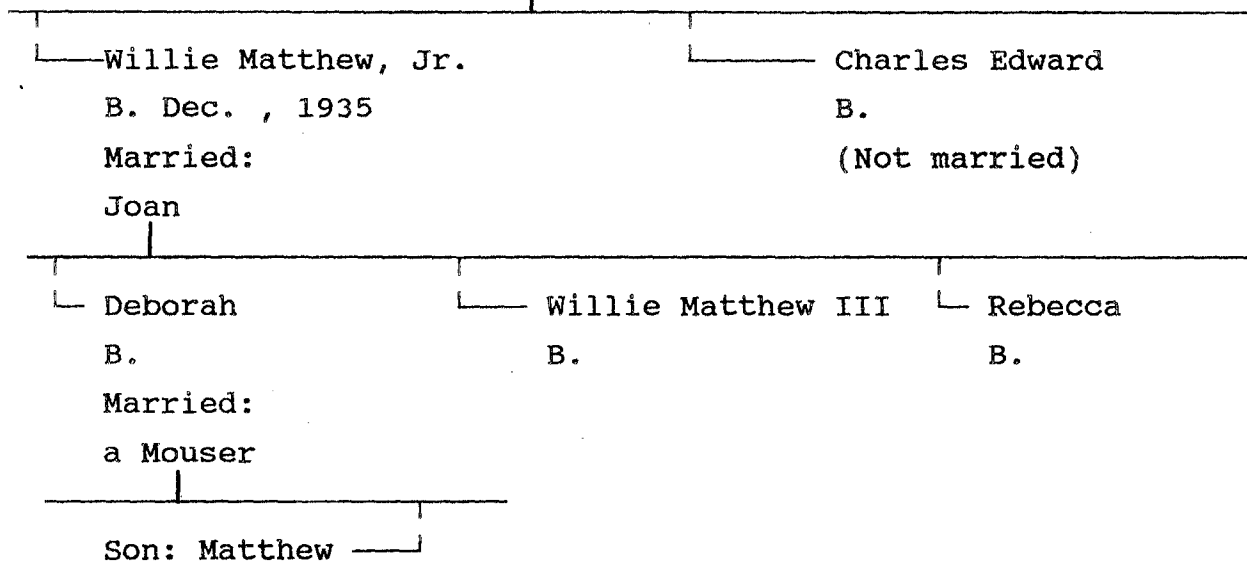 Willie Matthew, Jr. Charles Edward
B. Dec. , 1935 B.
Married: (Not married)
Joan
Deborah Willie Matthew III Rebecca
B. B. B.
Married:
a Mouser
Son: Matthew